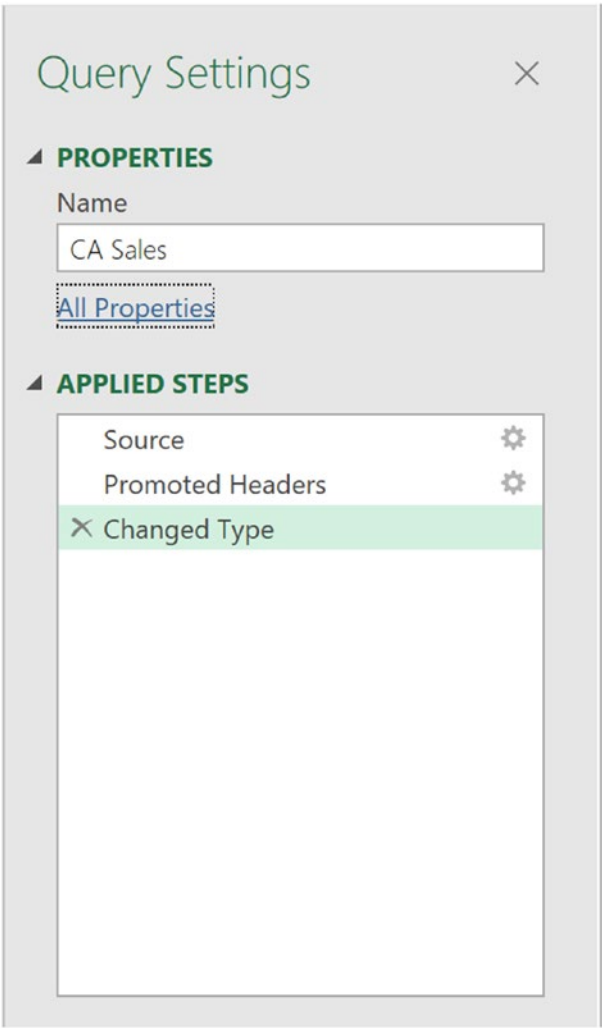 Query Settings
PROPERTIES
Name
CA Sales
All Properties
APPLIED STEPS
Source
Promoted Headers
Changed Type